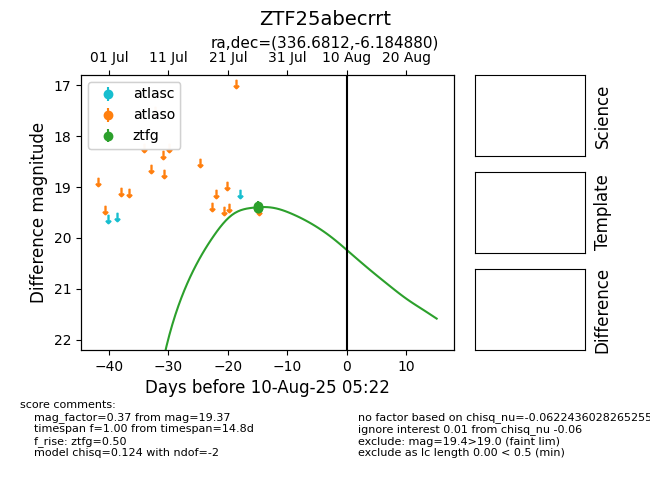 ZTF25abecrrt
ra,dec=(336.6812,-6.184880)
01 Jul 11 Jul 21 Jul 31 Jul 10 Aug 20 Aug
17
18
19
20
21
22
Difference magnitude
atlasc
atlaso
ztfg
−40 −30 −20 −10 0 10
Days before 10-Aug-25 05:22
Science
Template
Difference
score comments:
mag_factor=0.37 from mag=19.37
timespan f=1.00 from timespan=14.8d
f_rise: ztfg=0.50
model chisq=0.124 with ndof=-2
no factor based on chisq_nu=-0.0622436028265255
ignore interest 0.01 from chisq_nu -0.06
exclude: mag=19.4>19.0 (faint lim)
exclude as lc length 0.00 < 0.5 (min)